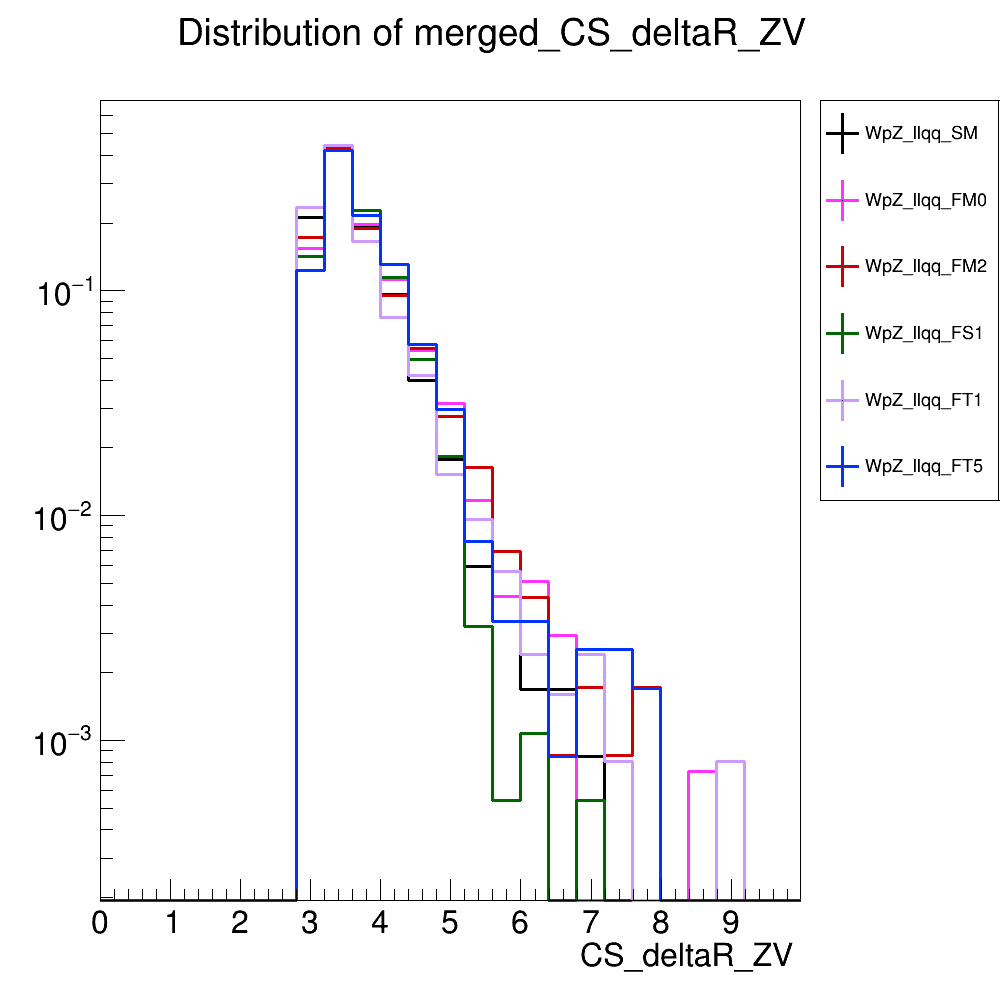 Distribution of merged_CS_deltaR_ZV
WpZ_llqq_SM
WpZ_llqq_FM0
WpZ_llqq_FM2
WpZ_llqq_FS1
WpZ_llqq_FT1
WpZ_llqq_FT5
10⁻¹
10⁻²
10⁻³
0 1 2 3 4 5 6 7 8 9
CS_deltaR_ZV